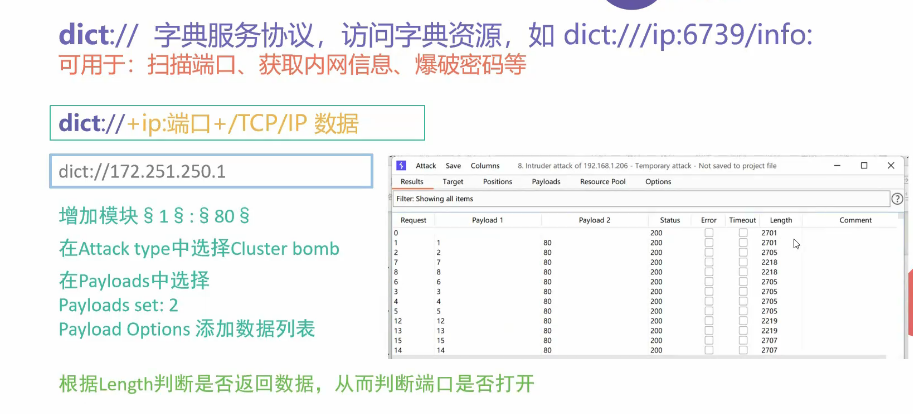 dict:// 字典服务协议，访问字典资源，如 dict:///ip:6739/info:
可用于：扫描端口、获取内网信息、爆破密码等
dict://+ip:端口+/TCP/IP 数据
dict://172.251.250.1
增加模块§1§:§80§
在Attack type中选择Cluster bomb
在Payloads中选择
Payloads set: 2
Payload Options 添加数据列表
根据Length判断是否返回数据，从而判断端口是否打开
Attack Save Columns 8. Intruder attack of 192.168.1.206 - Temporary attack - Not saved to project file
Results Target Positions Payloads Resource Pool Options
Filter: Showing all items
Request Payload 1 Payload 2 Status Error Timeout Length Comment
0 200 2701
1 1 80 200 2701
2 2 80 200 2705
7 7 80 200 2218
8 8 80 200 2218
6 6 80 200 2705
3 3 80 200 2705
4 4 80 200 2705
5 5 80 200 2705
12 12 80 200 2219
13 13 80 200 2219
15 15 80 200 2707
14 14 80 200 2707